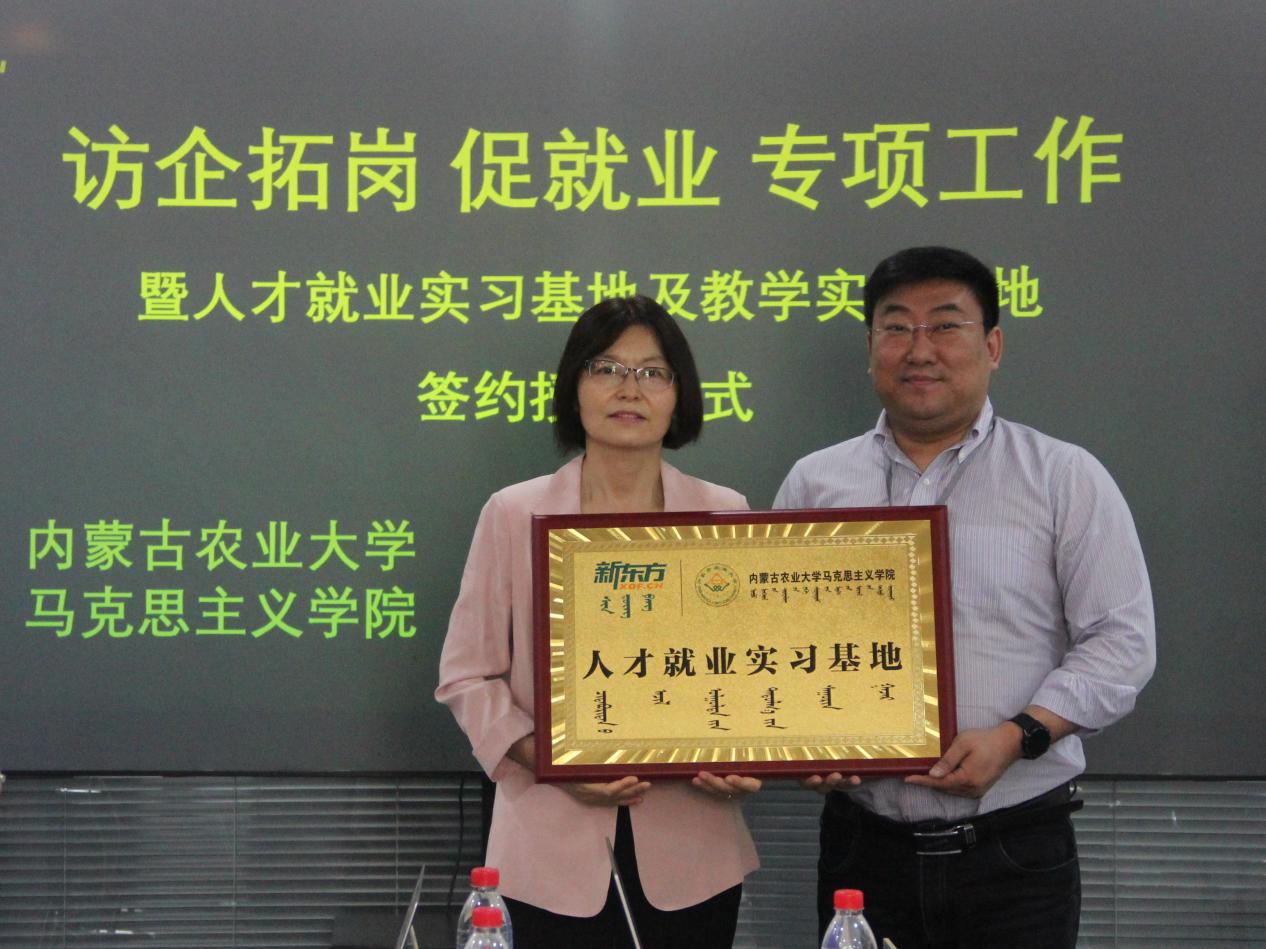 访企拓岗 促就业 专项工作
暨人才就业实习基地及教学实 地
签约 式
内蒙古农业大学
马克思主义学院
新东方
XDF.CN
内蒙古农业大学马克思主义学院
人才就业实习基地